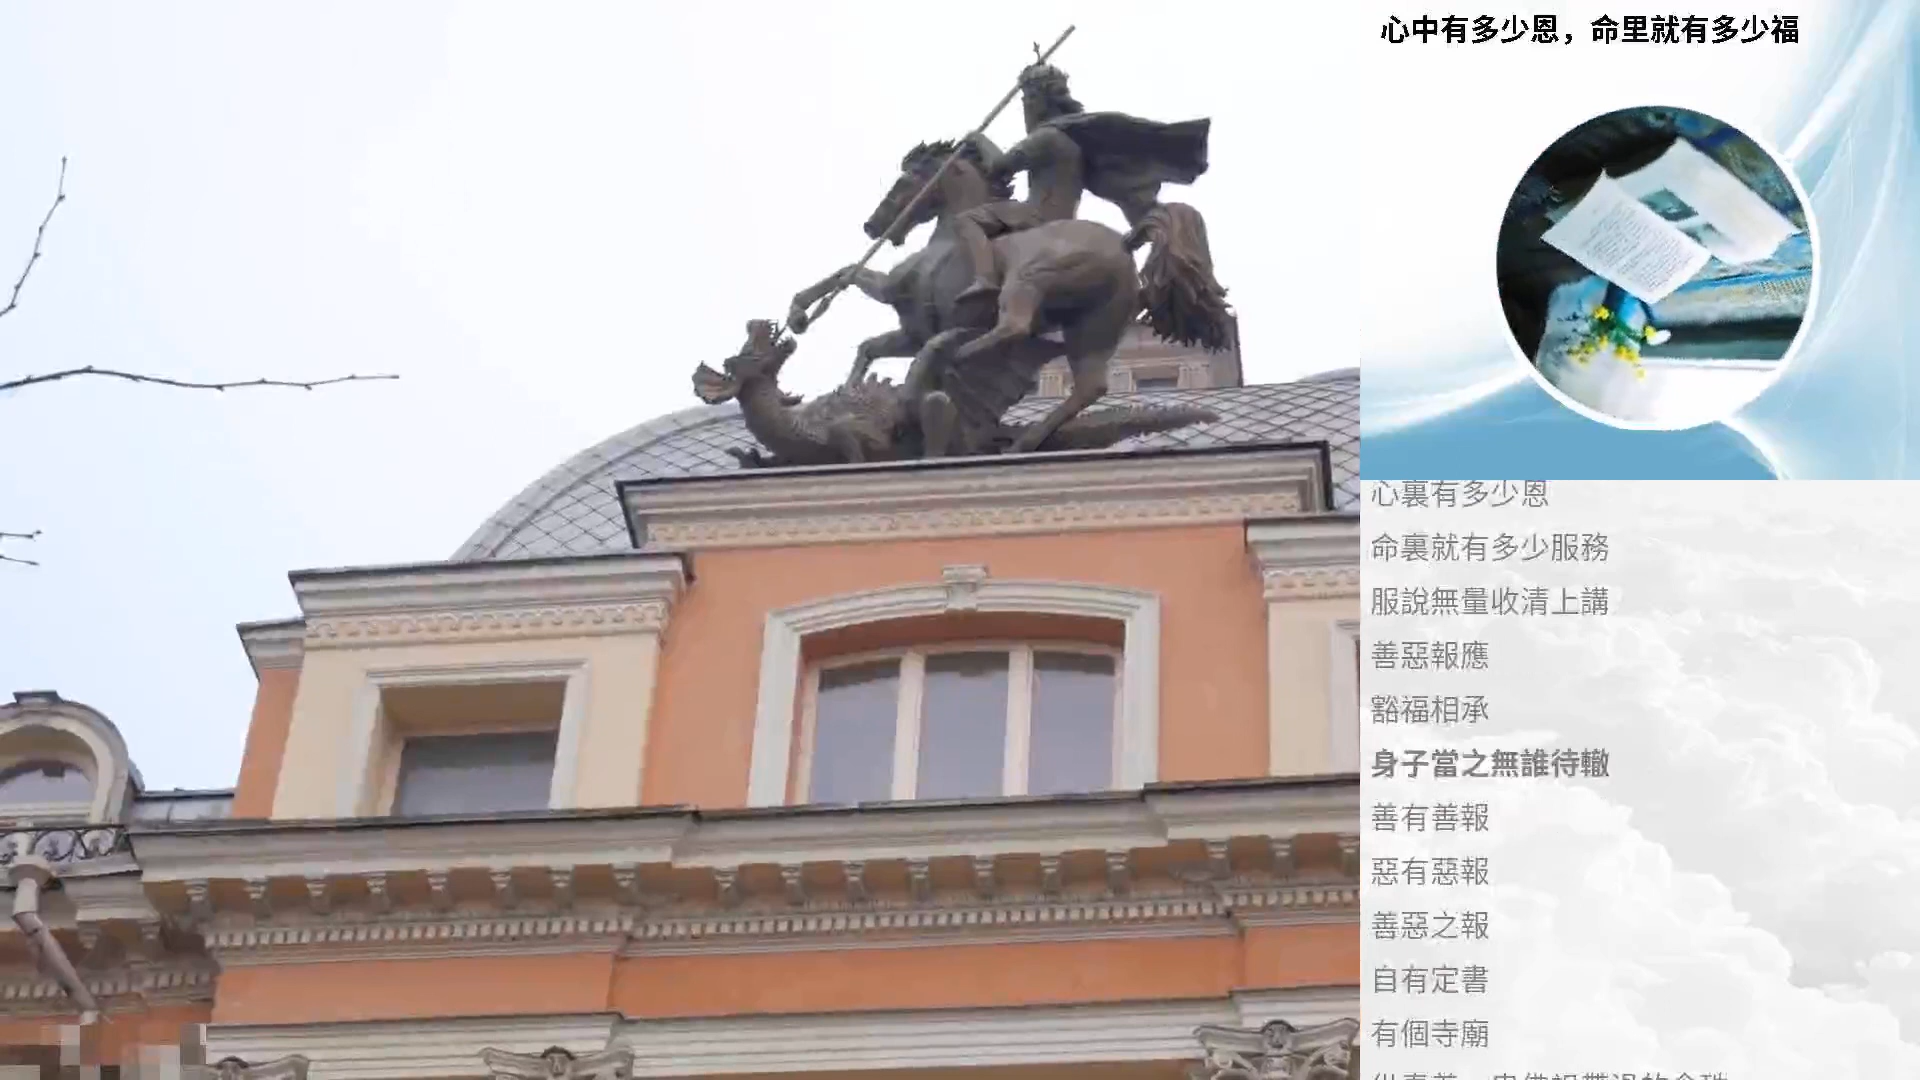 心中有多少恩，命里就有多少福
心裏有多少恩
命裏就有多少服務
服說無量收清上講
善惡報應
豁福相承
身子當之無誰待轍
善有善報
惡有惡報
善惡之報
自有定書
有個寺廟